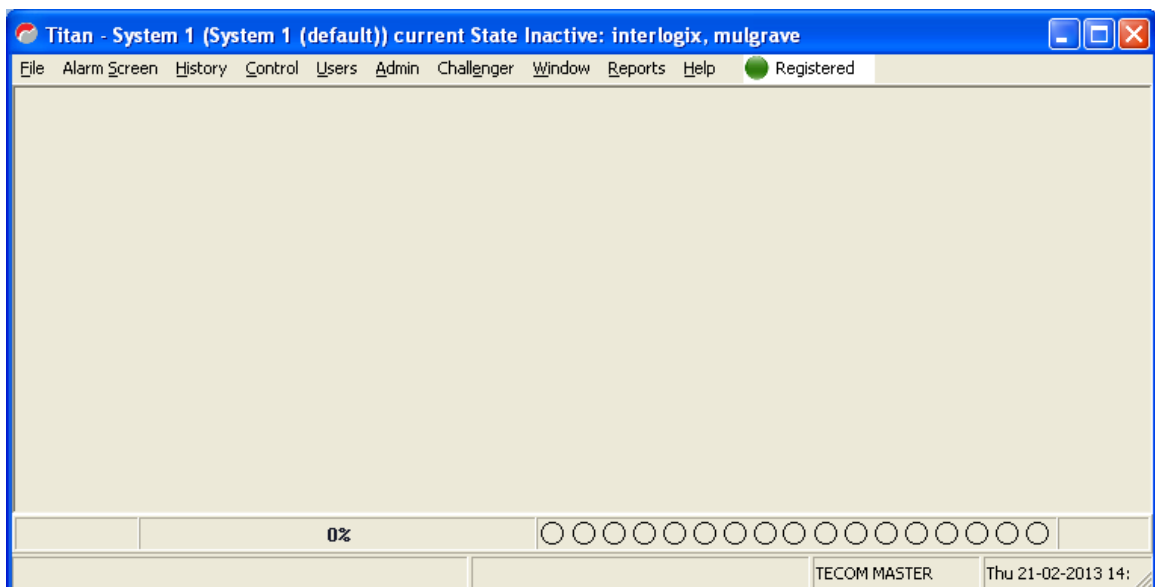 Titan - System 1 (System 1 (default)) current State Inactive: interlogix, mulgrave
File Alarm Screen History Control Users Admin Challenger Window Reports Help Registered
0%
TECOM MASTER Thu 21-02-2013 14: